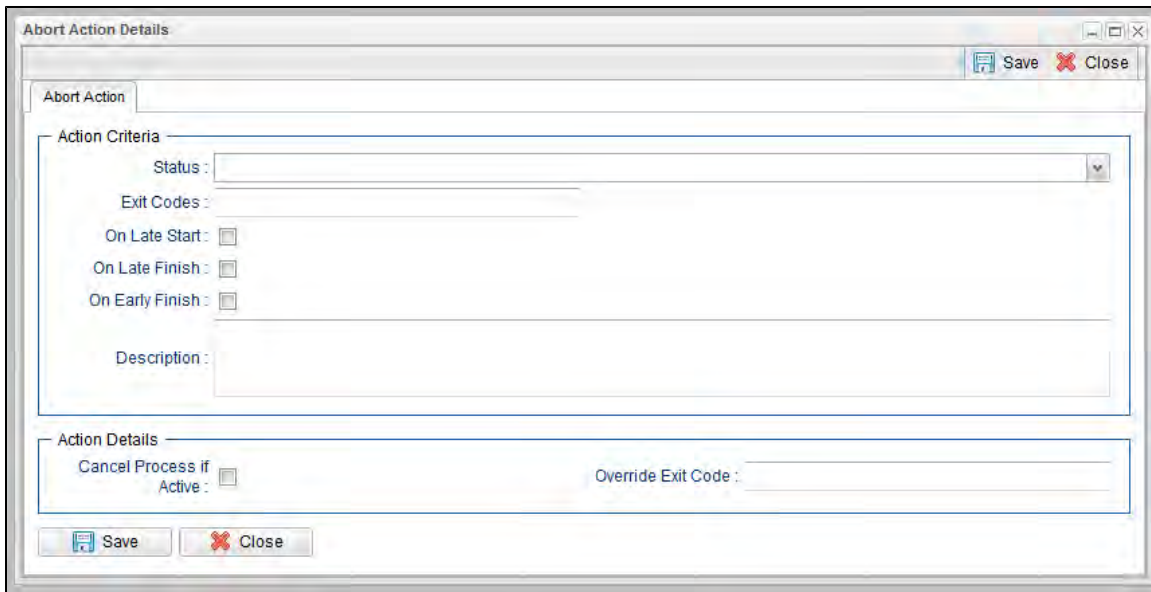 Abort Action Details
Save Close
Abort Action
Action Criteria
Status :
Exit Codes :
On Late Start :
On Late Finish :
On Early Finish :
Description :
Action Details
Cancel Process if
Active :
Override Exit Code :
Save Close